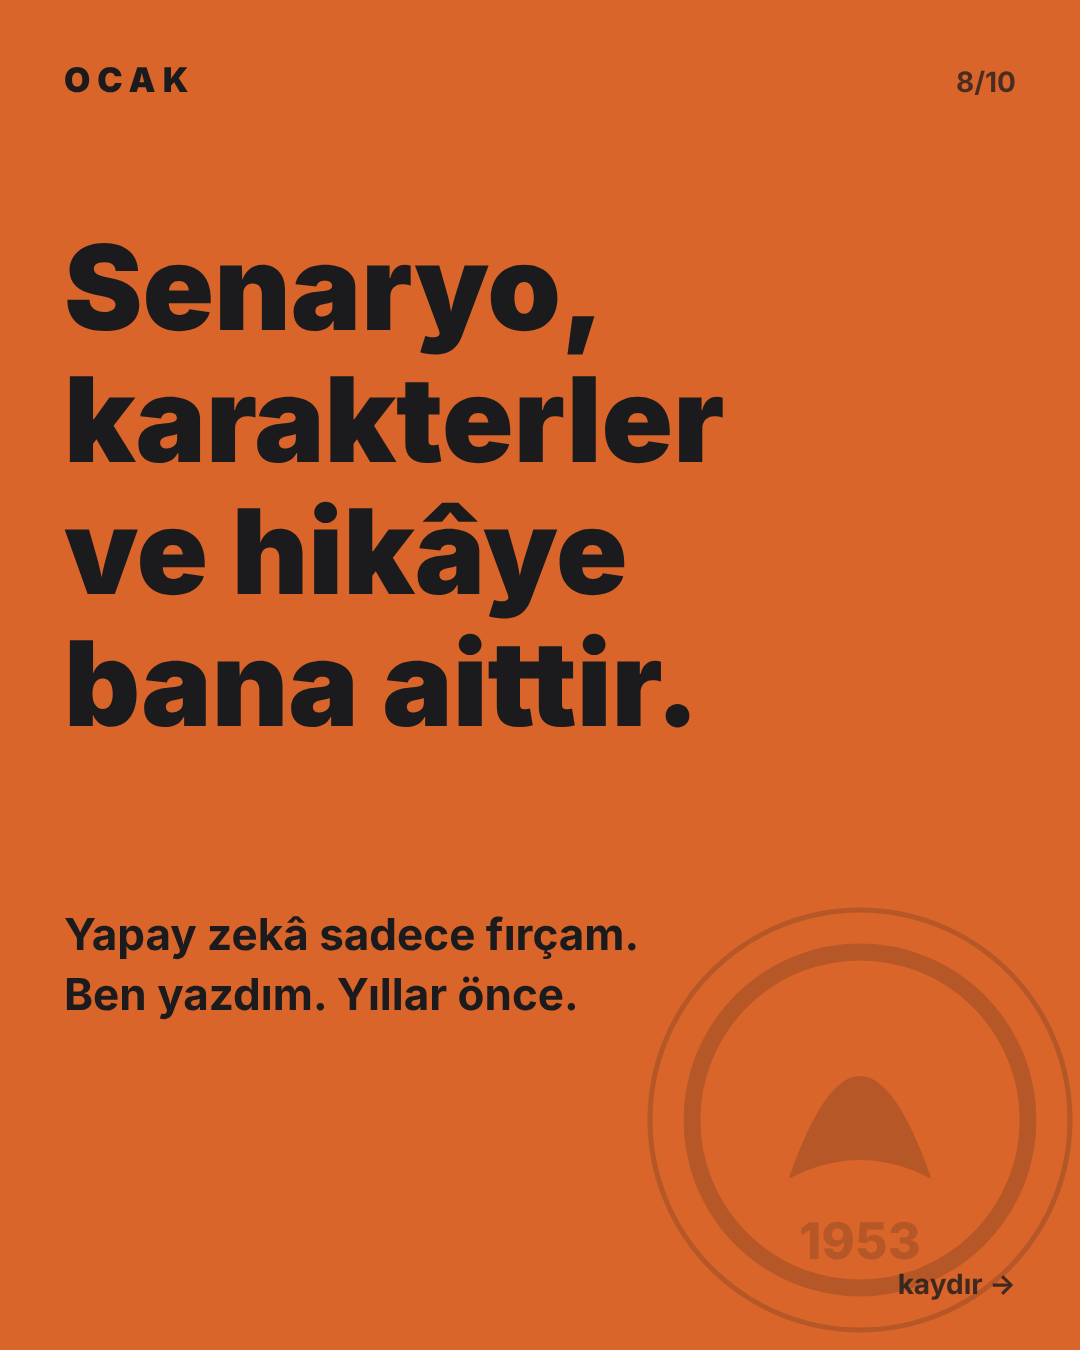 OCAK
8/10
Senaryo,
karakterler
ve hikâye
bana aittir.
Yapay zekâ sadece fırçam.
Ben yazdım. Yıllar önce.
1953
kaydır →